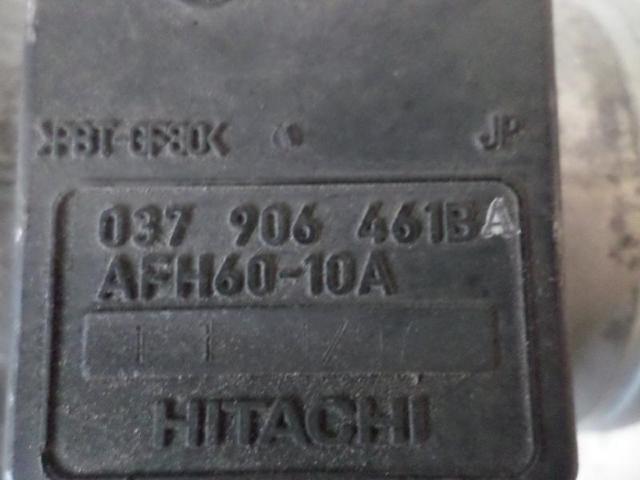 >PBT-GF30< JP
037 906 461BA
AFH60-10A
HITACHI